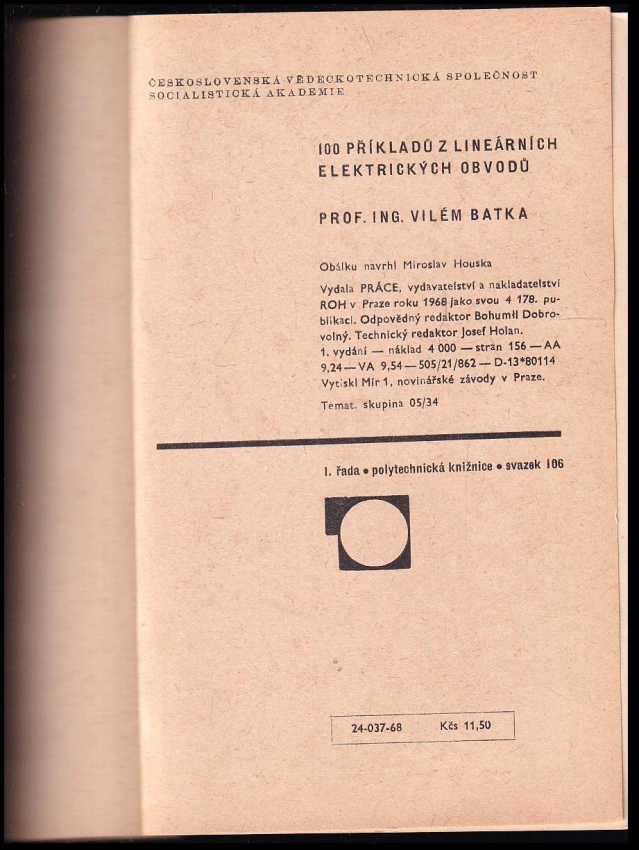 ČESKOSLOVENSKÁ VĚDECKOTECHNICKÁ SPOLEČNOST
SOCIALISTICKÁ AKADEMIE
100 PŘÍKLADŮ Z LINEÁRNÍCH
ELEKTRICKÝCH OBVODŮ
PROF. ING. VILÉM BATKA
Obálku navrhl Miroslav Houska
Vydala PRÁCE, vydavatelství a nakladatelství
ROH v Praze roku 1968 jako svou 4 178. pu-
blikaci. Odpovědný redaktor Bohumil Dobro-
volný. Technický redaktor Josef Holan.
1. vydání — náklad 4 000 — stran 156 — AA
9,24 — VA 9,54 — 505/21/862 — D-13*80114
Vytiskl Mír 1, novinářské závody v Praze.
Temat. skupina 05/34
I. řada • polytechnická knižnice • svazek 106
24-037-68 Kčs 11,50